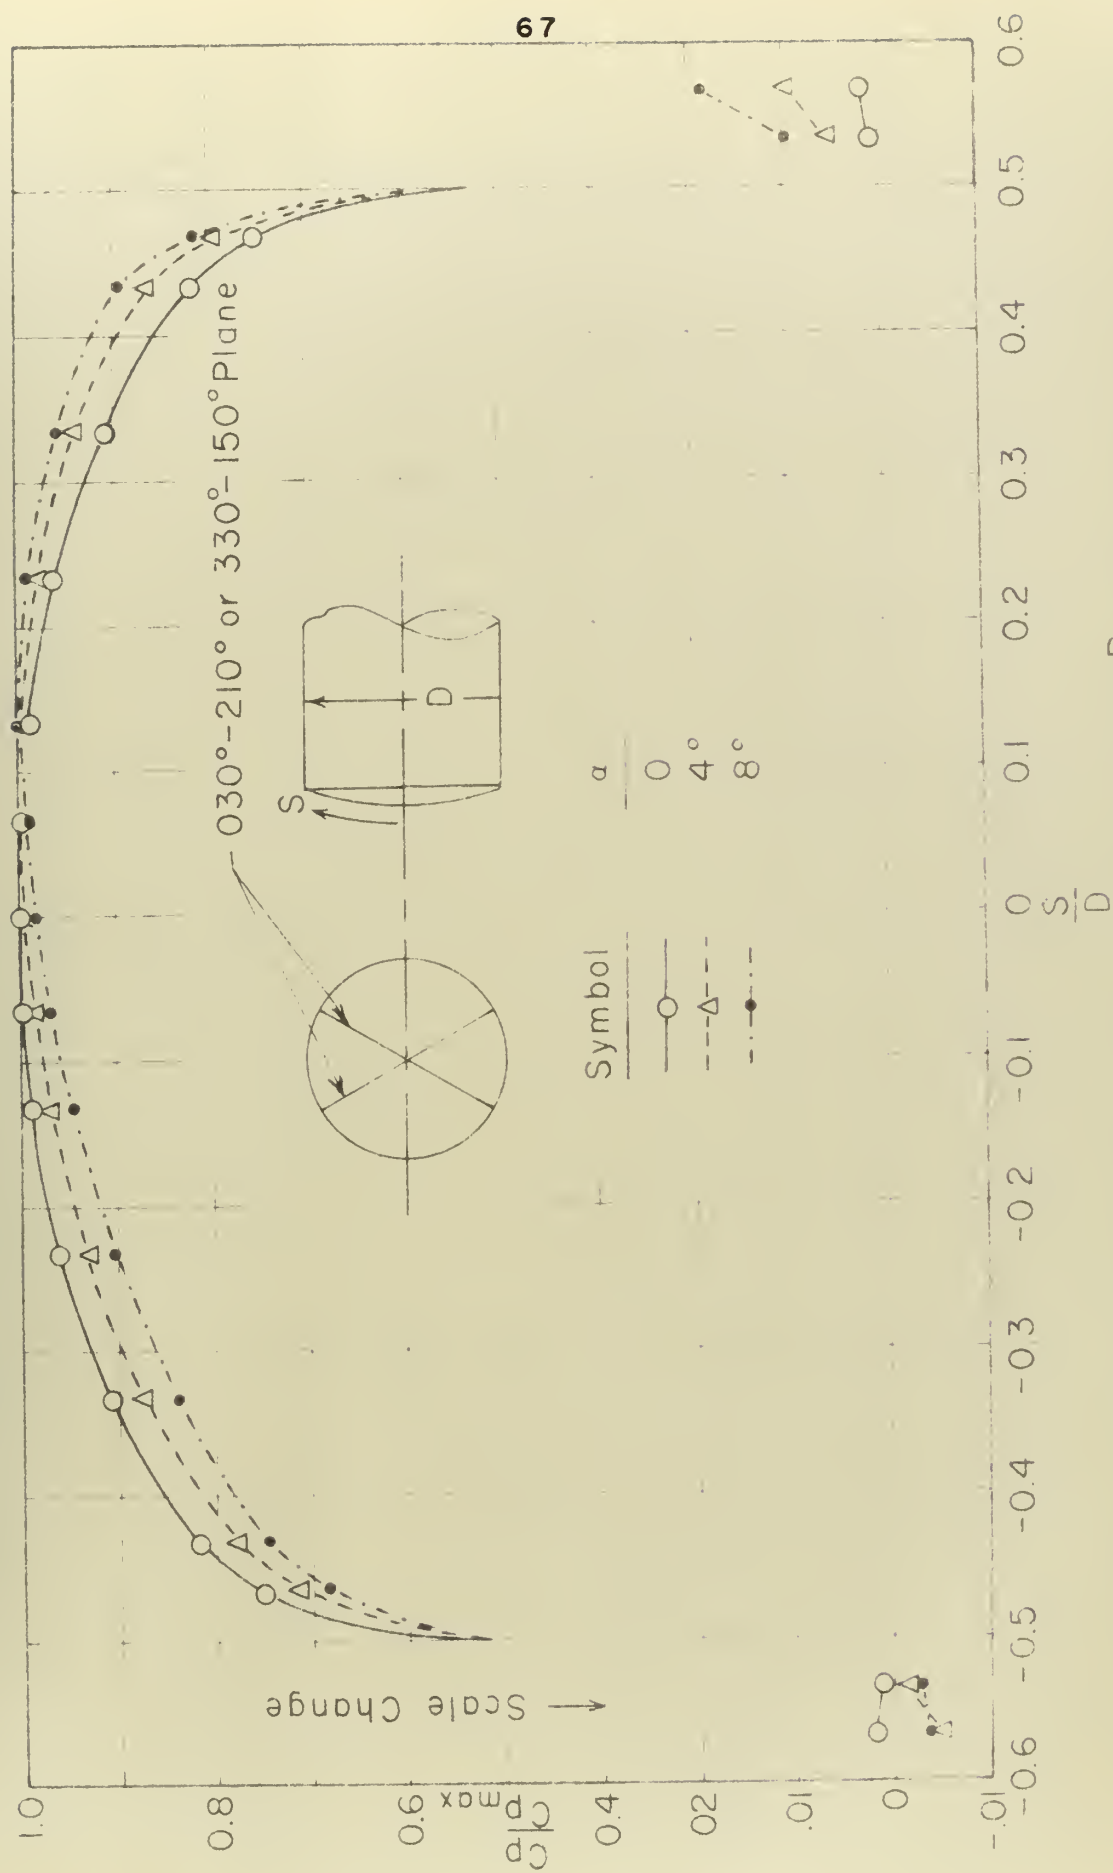 67
1.0
0.8
0.6
0.4
.02
.01
0
-.01
Cp
Cp max
Scale Change
030°-210° or 330°-150° Plane
S
D
Symbol α
0
4°
8°
-0.6 -0.5 -0.4 -0.3 -0.2 -0.1 0 0.1 0.2 0.3 0.4 0.5 0.6
S
D